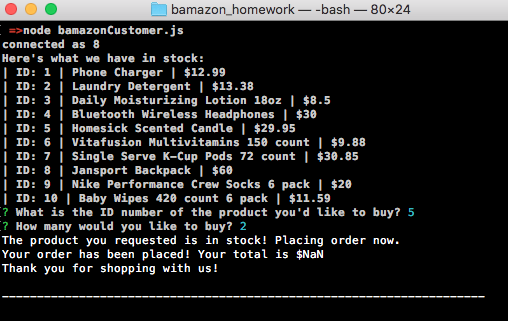 bamazon_homework — -bash — 80×24
[ =>node bamazonCustomer.js
connected as 8
Here's what we have in stock:
| ID: 1 | Phone Charger | $12.99
| ID: 2 | Laundry Detergent | $13.38
| ID: 3 | Daily Moisturizing Lotion 18oz | $8.5
| ID: 4 | Bluetooth Wireless Headphones | $30
| ID: 5 | Homesick Scented Candle | $29.95
| ID: 6 | Vitafusion Multivitamins 150 count | $9.88
| ID: 7 | Single Serve K-Cup Pods 72 count | $30.85
| ID: 8 | Jansport Backpack | $60
| ID: 9 | Nike Performance Crew Socks 6 pack | $20
| ID: 10 | Baby Wipes 420 count 6 pack | $11.59
[? What is the ID number of the product you'd like to buy? 5
[? How many would you like to buy? 2
The product you requested is in stock! Placing order now.
Your order has been placed! Your total is $NaN
Thank you for shopping with us!
---------------------------------------------------------------------